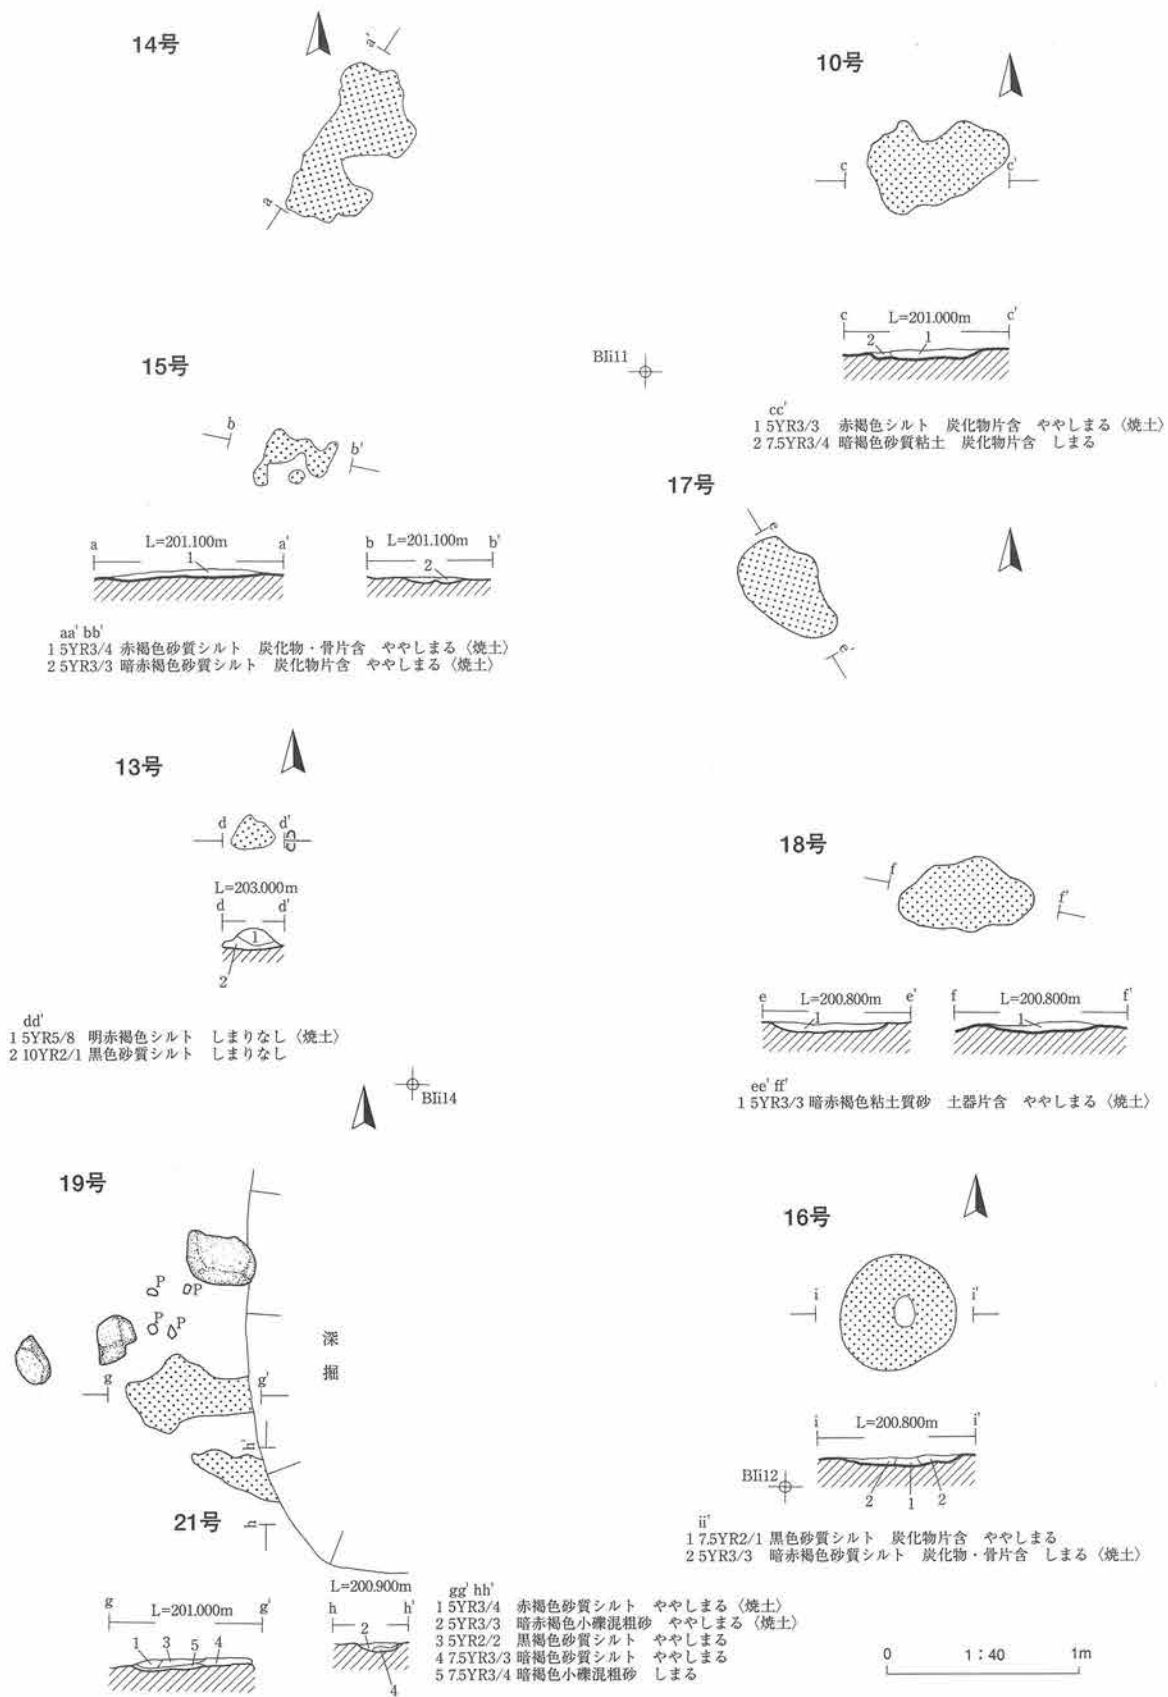 14号
a'
a
10号
c
c'
c
L=201.000m
c'
2
1
cc'
1 5YR3/3 赤褐色シルト 炭化物片含 ややしまる〈焼土〉
2 7.5YR3/4 暗褐色砂質粘土 炭化物片含 しまる
15号
b
b'
BIi11
a
L=201.100m
a'
1
b
L=201.100m
b'
2
aa' bb'
1 5YR3/4 赤褐色砂質シルト 炭化物・骨片含 ややしまる〈焼土〉
2 5YR3/3 暗赤褐色砂質シルト 炭化物片含 ややしまる〈焼土〉
17号
e
e'
13号
d
d'
L=203.000m
d
d'
1
2
dd'
1 5YR5/8 明赤褐色シルト しまりなし〈焼土〉
2 10YR2/1 黒色砂質シルト しまりなし
18号
f
f'
e
L=200.800m
e'
1
f
L=200.800m
f'
1
ee' ff'
1 5YR3/3 暗赤褐色粘土質砂 土器片含 ややしまる〈焼土〉
BIi14
19号
P
P
P
P
深掘
g
g'
h'
h
21号
16号
i
i'
i
L=200.800m
i'
2
1
2
BIi12
ii'
1 7.5YR2/1 黒色砂質シルト 炭化物片含 ややしまる
2 5YR3/3 暗赤褐色砂質シルト 炭化物・骨片含 しまる〈焼土〉
g
L=201.000m
g'
1
3
5
4
L=200.900m
h
h'
2
4
gg' hh'
1 5YR3/4 赤褐色砂質シルト ややしまる〈焼土〉
2 5YR3/3 暗赤褐色小礫混粗砂 ややしまる〈焼土〉
3 5YR2/2 黒褐色砂質シルト ややしまる
4 7.5YR3/3 暗褐色砂質シルト ややしまる
5 7.5YR3/4 暗褐色小礫混粗砂 しまる
0
1:40
1m